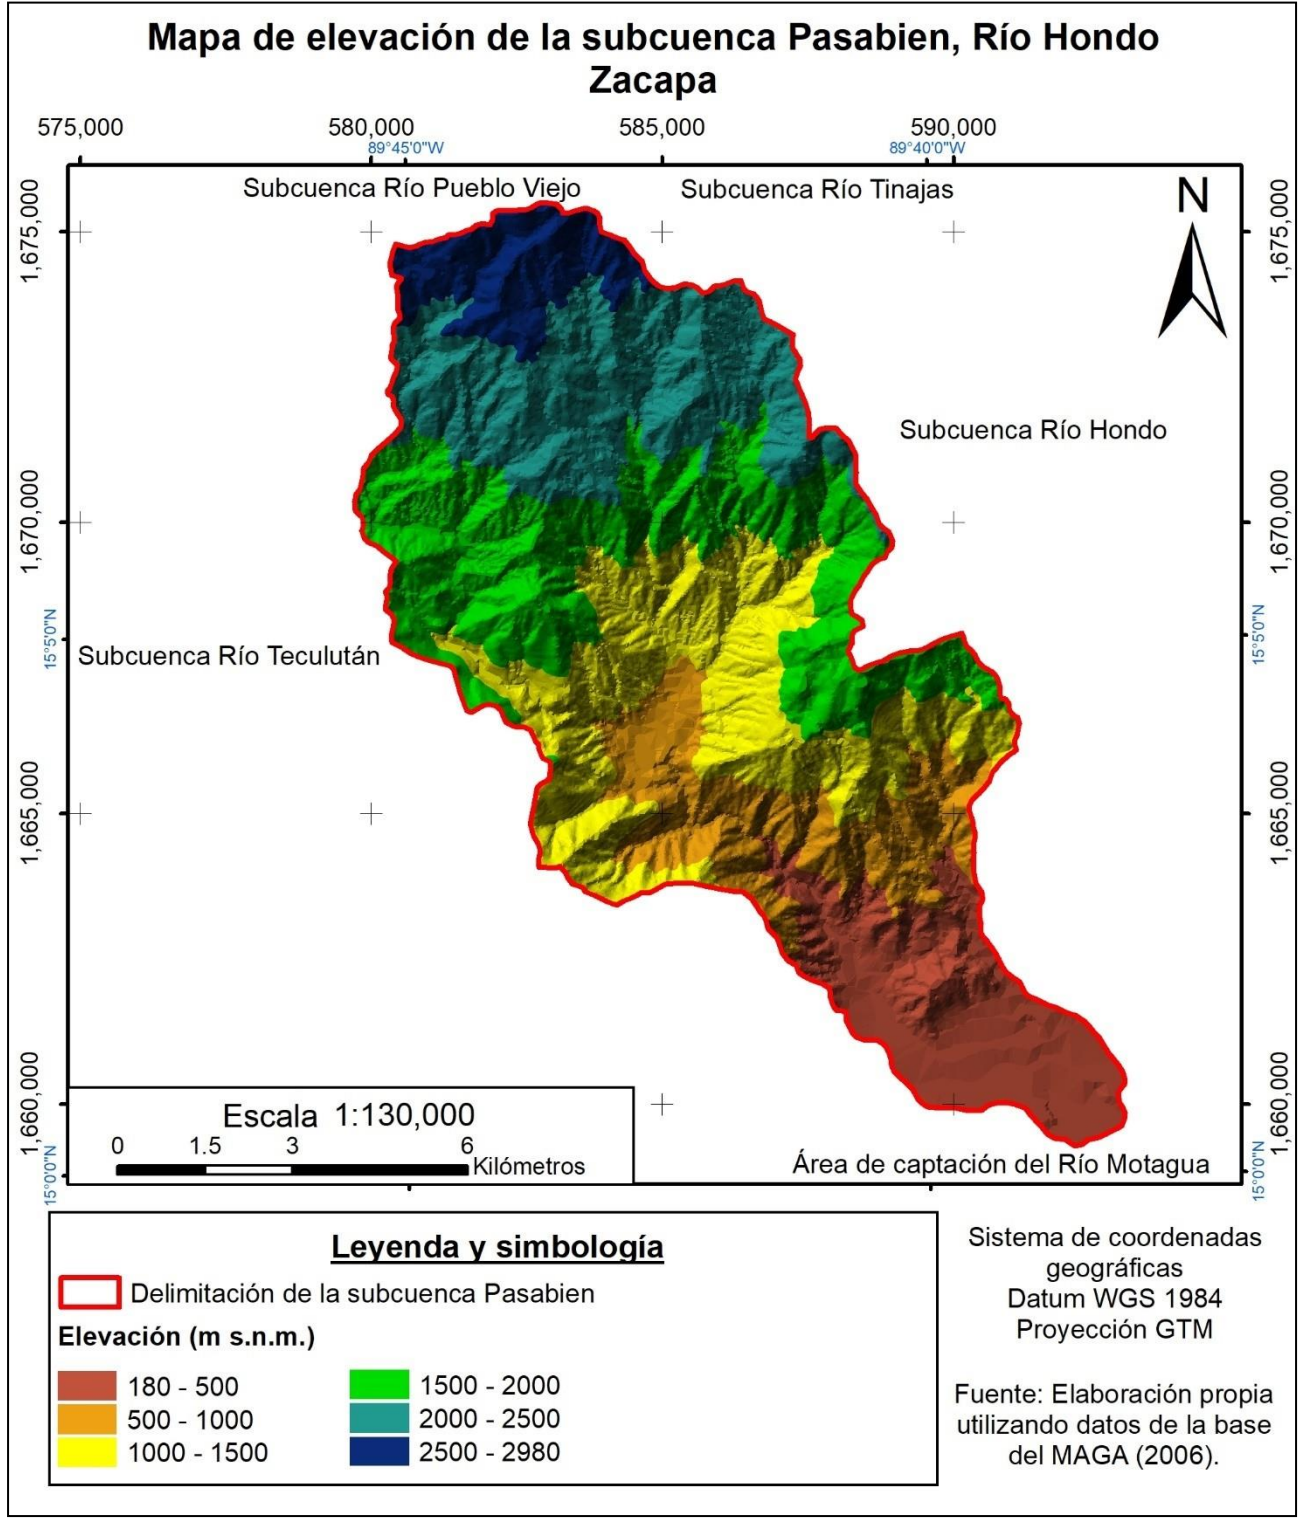 Mapa de elevación de la subcuenca Pasabien, Río Hondo
Zacapa
575,000 580,000 585,000 590,000
89°45'0"W 89°40'0"W
Subcuenca Río Pueblo Viejo Subcuenca Río Tinajas
N
1,675,000 1,675,000
Subcuenca Río Hondo
1,670,000 1,670,000
15°5'0"N 15°5'0"N
Subcuenca Río Teculután
1,665,000 1,665,000
1,660,000 1,660,000
Escala 1:130,000
0 1.5 3 6
Kilómetros
Área de captación del Río Motagua
15°0'0"N 15°0'0"N
Leyenda y simbología
Delimitación de la subcuenca Pasabien
Elevación (m s.n.m.)
180 - 500
500 - 1000
1000 - 1500
1500 - 2000
2000 - 2500
2500 - 2980
Sistema de coordenadas
geográficas
Datum WGS 1984
Proyección GTM
Fuente: Elaboración propia
utilizando datos de la base
del MAGA (2006).